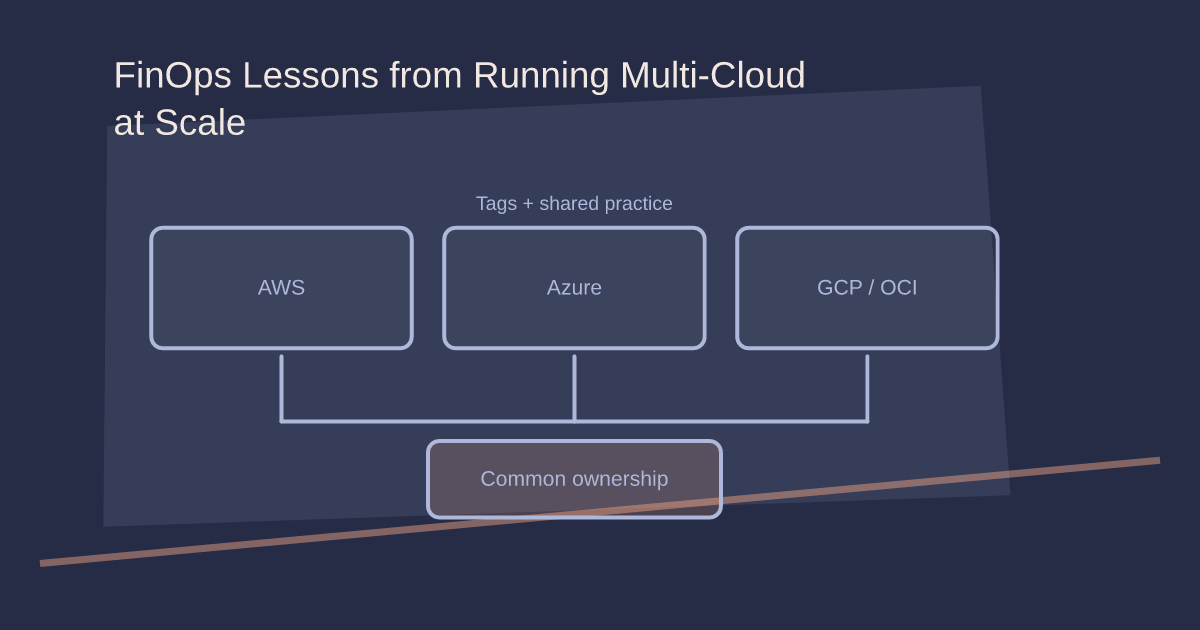 FinOps Lessons from Running Multi-Cloud
at Scale
Tags + shared practice
AWS
Azure
GCP / OCI
Common ownership